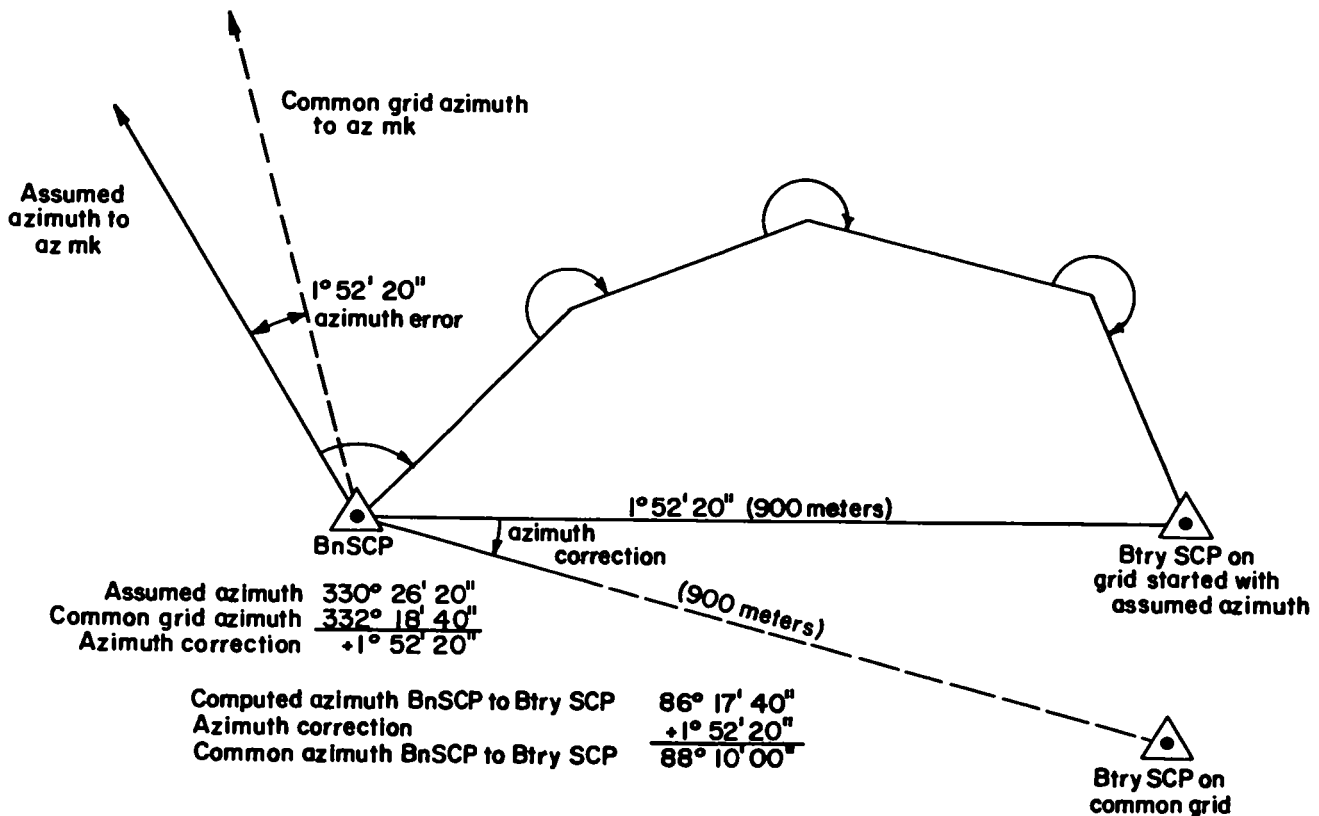 Common grid azimuth
to az mk
Assumed
azimuth to
az mk
1° 52' 20"
azimuth error
1° 52' 20" (900 meters)
azimuth
correction
BnSCP
Btry SCP on
grid started with
assumed azimuth
(900 meters)
Assumed azimuth 330° 26' 20"
Common grid azimuth 332° 18' 40"
Azimuth correction +1° 52' 20"
Computed azimuth BnSCP to Btry SCP 86° 17' 40"
Azimuth correction +1° 52' 20"
Common azimuth BnSCP to Btry SCP 88° 10' 00"
Btry SCP on
common grid